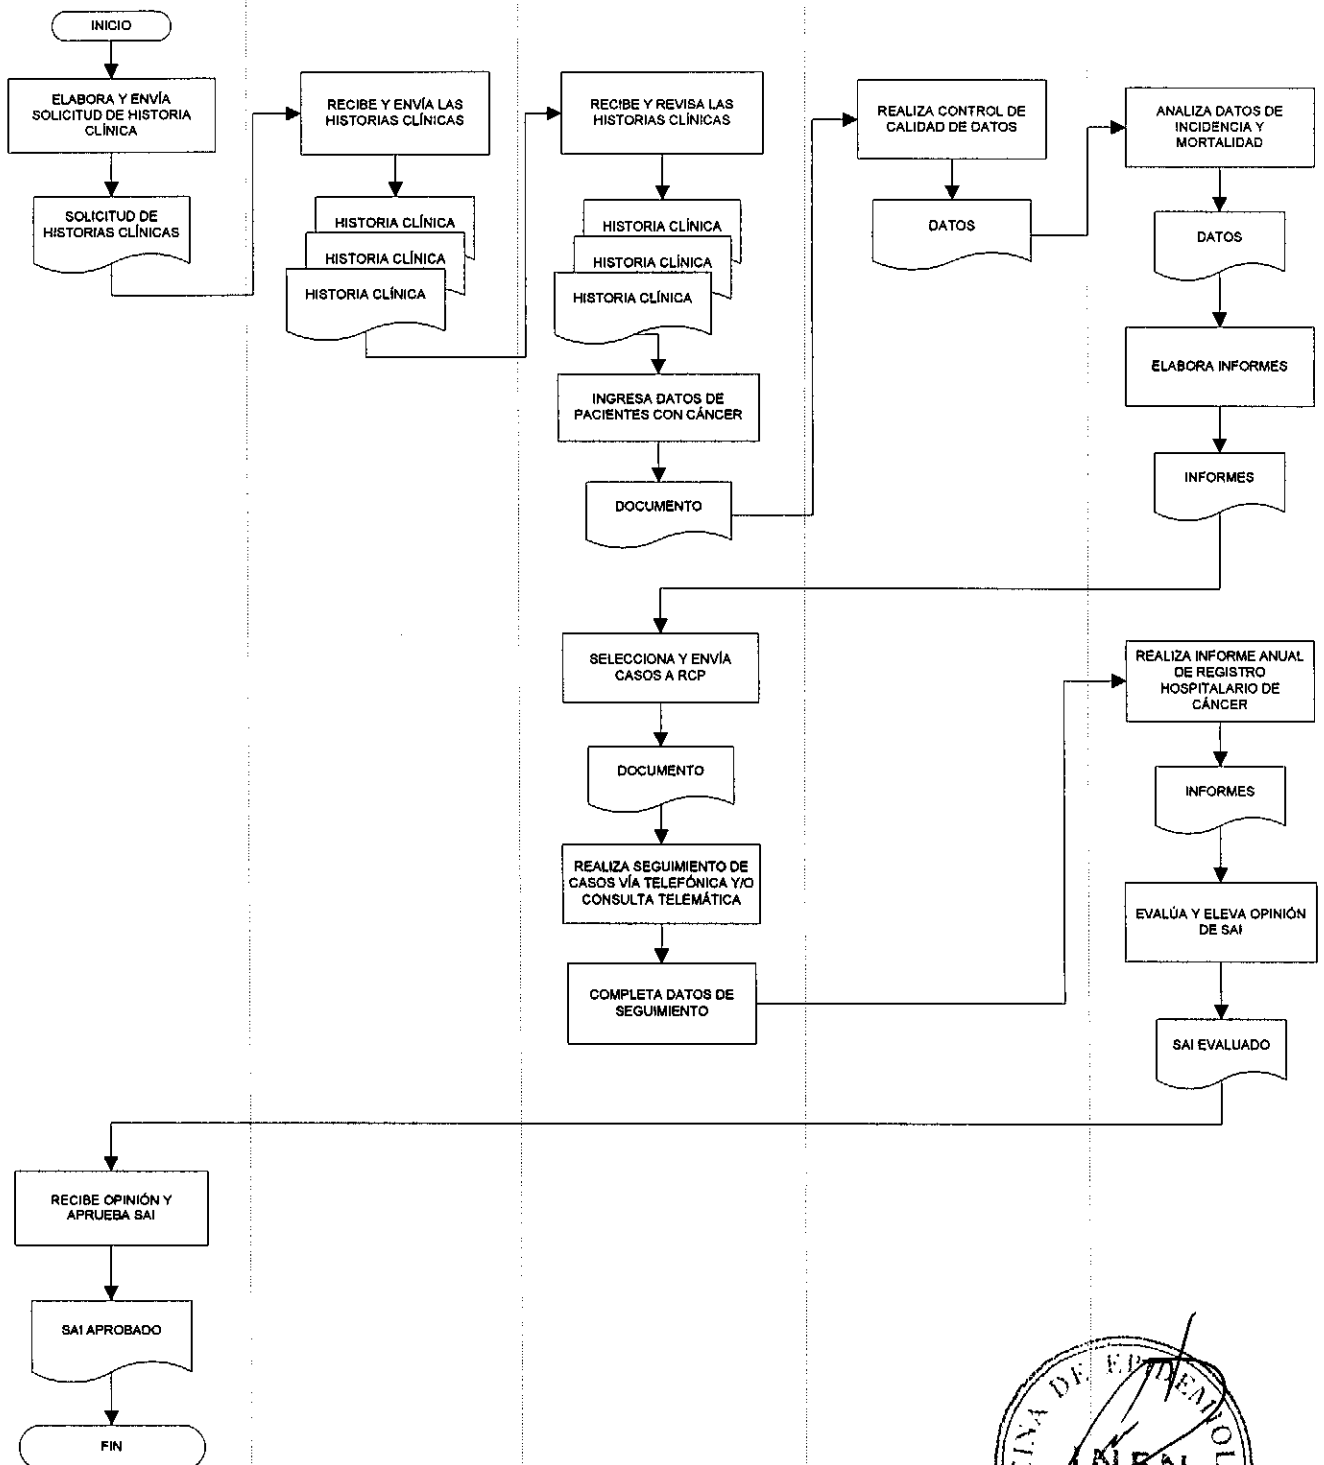 INICIO
ELABORA Y ENVÍA
SOLICITUD DE HISTORIA
CLÍNICA
SOLICITUD DE
HISTORIAS CLÍNICAS
RECIBE Y ENVÍA LAS
HISTORIAS CLÍNICAS
HISTORIA CLÍNICA
HISTORIA CLÍNICA
HISTORIA CLÍNICA
RECIBE Y REVISA LAS
HISTORIAS CLÍNICAS
HISTORIA CLÍNICA
HISTORIA CLÍNICA
HISTORIA CLÍNICA
INGRESA DATOS DE
PACIENTES CON CÁNCER
DOCUMENTO
REALIZA CONTROL DE
CALIDAD DE DATOS
DATOS
ANALIZA DATOS DE
INCIDENCIA Y
MORTALIDAD
DATOS
ELABORA INFORMES
INFORMES
SELECCIONA Y ENVÍA
CASOS A RCP
DOCUMENTO
REALIZA SEGUIMIENTO DE
CASOS VÍA TELEFÓNICA Y/O
CONSULTA TELEMÁTICA
COMPLETA DATOS DE
SEGUIMIENTO
REALIZA INFORME ANUAL
DE REGISTRO
HOSPITALARIO DE
CÁNCER
INFORMES
EVALÚA Y ELEVA OPINIÓN
DE SAI
SAI EVALUADO
RECIBE OPINIÓN Y
APRUEBA SAI
SAI APROBADO
FIN
DE